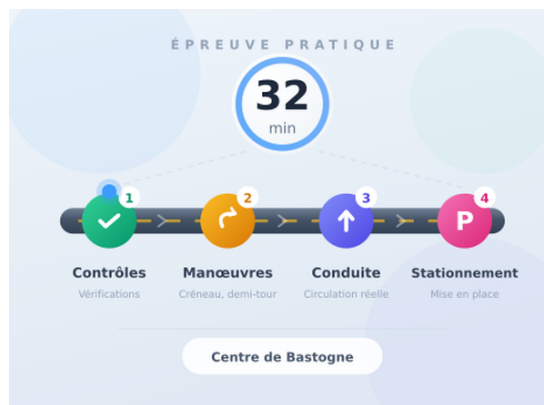 ÉPREUVE PRATIQUE
32
min
1
2
3
4
P
Contrôles
Manœuvres
Conduite
Stationnement
Vérifications
Créneau, demi-tour
Circulation réelle
Mise en place
Centre de Bastogne